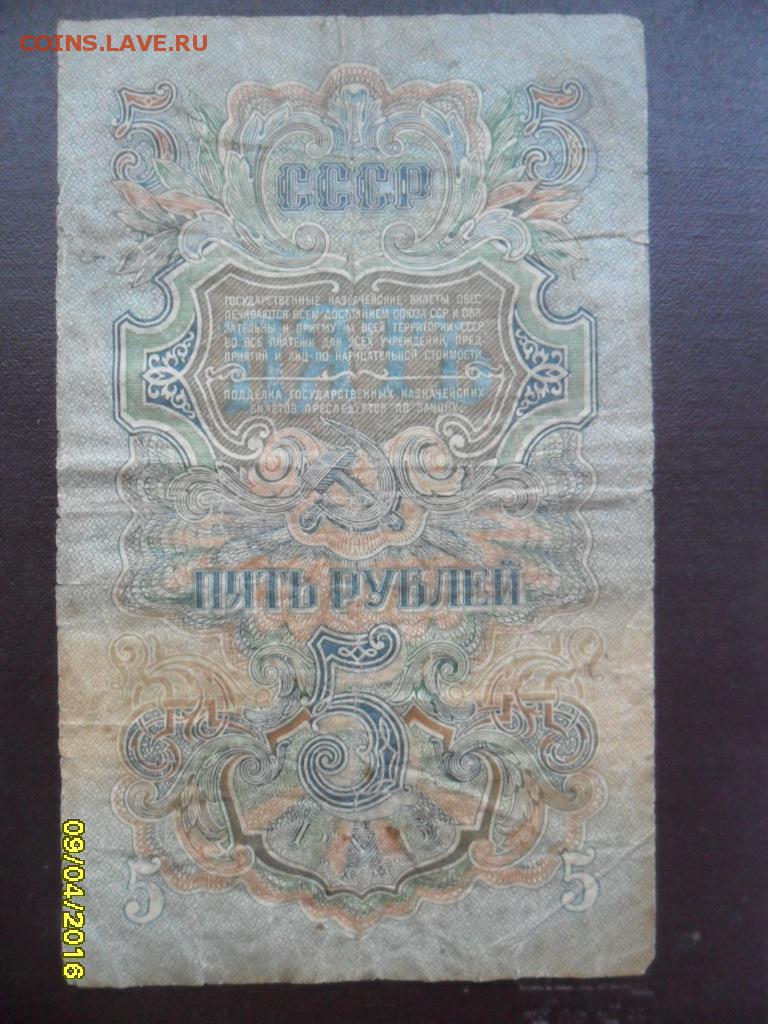 COINS.LAVE.RU
5 5
СССР
ГОСУДАРСТВЕННЫЕ КАЗНАЧЕЙСКИЕ БИЛЕТЫ ОБЕС
ПЕЧИВАЮТСЯ ВСЕМ ДОСТОЯНИЕМ СОЮЗА ССР И ОБЯ
ЗАТЕЛЬНЫ К ПРИЕМУ НА ВСЕЙ ТЕРРИТОРИИ СССР
ВО ВСЕ ПЛАТЕЖИ ДЛЯ ВСЕХ УЧРЕЖДЕНИЙ, ПРЕД-
ПРИЯТИЙ И ЛИЦ ПО НАРИЦАТЕЛЬНОЙ СТОИМОСТИ
ПОДДЕЛКА ГОСУДАРСТВЕННЫХ КАЗНАЧЕЙСКИХ
БИЛЕТОВ ПРЕСЛЕДУЕТСЯ ПО ЗАКОНУ.
ПЯТЬ РУБЛЕЙ
5
5 5
09/04/2016